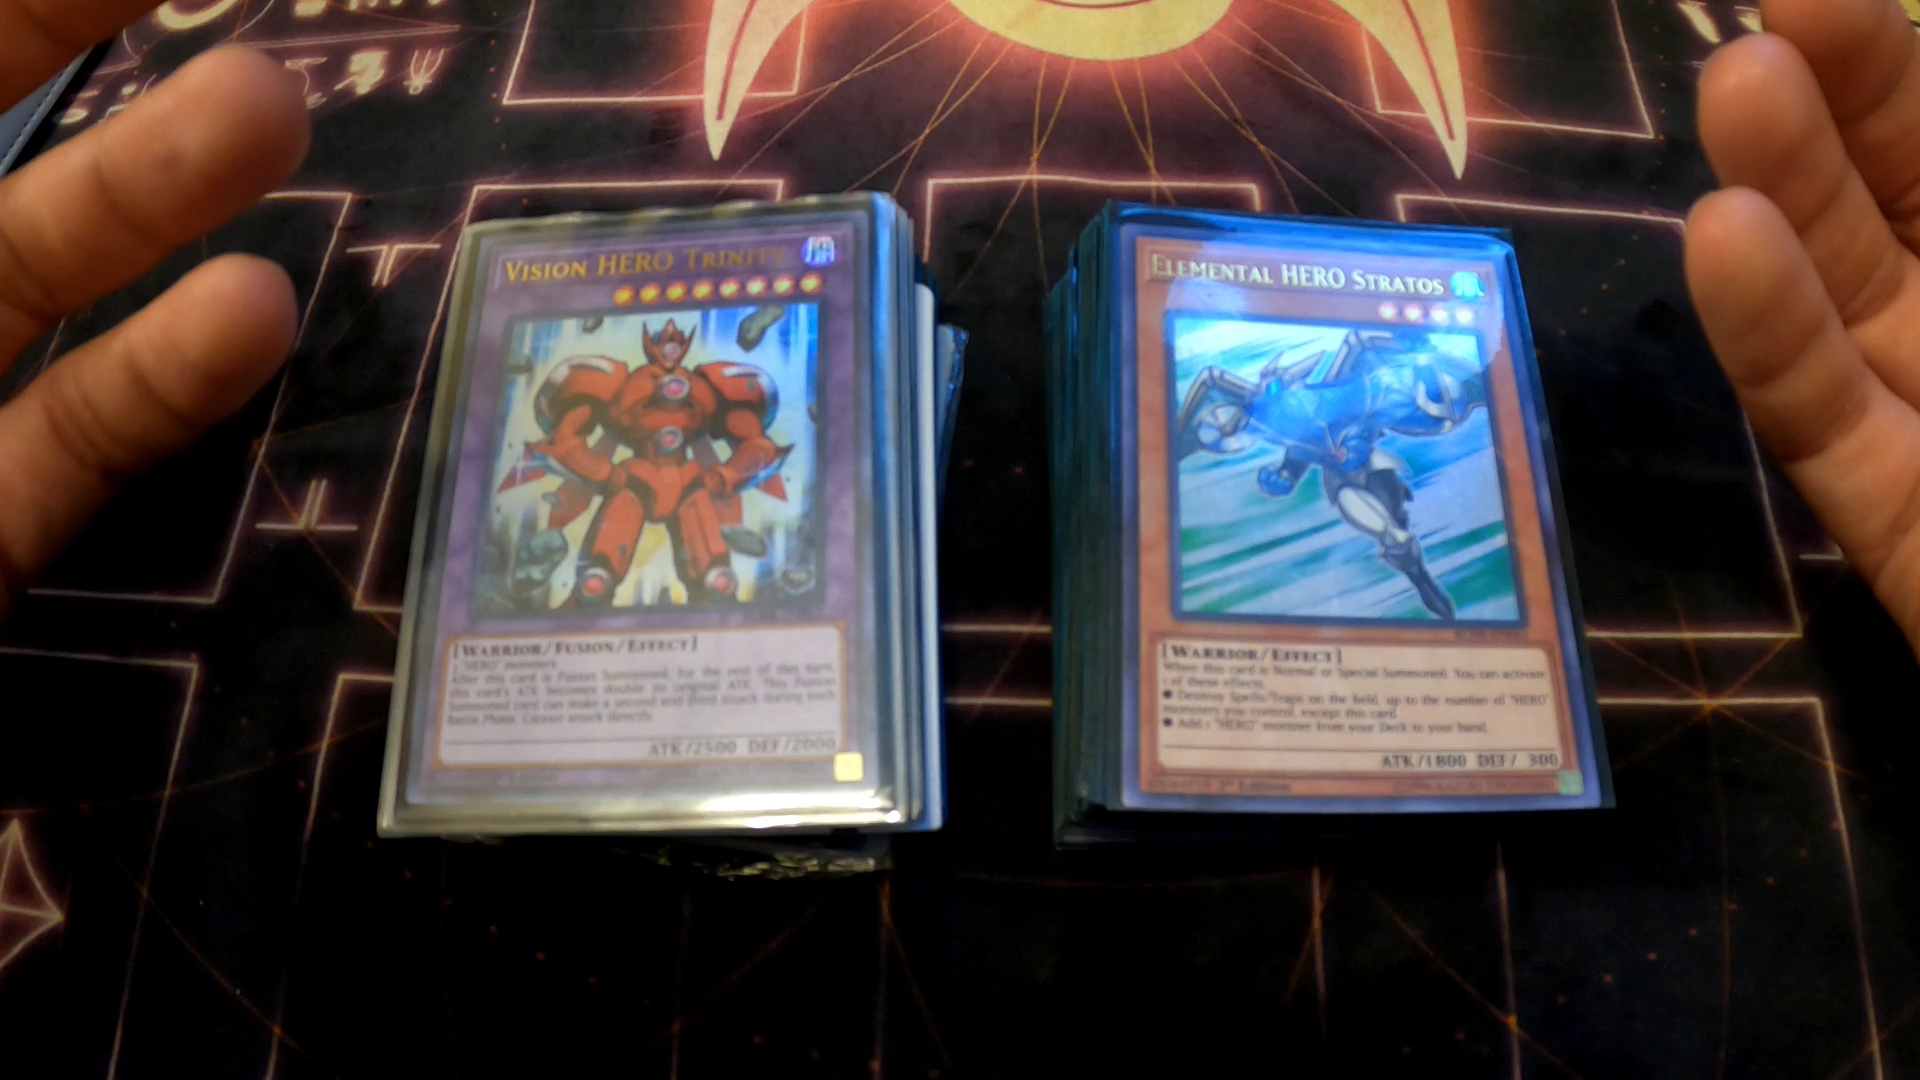 VISION HERO TRINITY
[WARRIOR/FUSION/EFFECT]
3 "HERO" monsters
After this card is Fusion Summoned, for the rest of this turn,
this card's ATK becomes double its original ATK. This Fusion
Summoned card can make a second and third attack during each
Battle Phase. Cannot attack directly.
ATK/2500 DEF/2000
ELEMENTAL HERO STRATOS
[WARRIOR/EFFECT]
When this card is Normal or Special Summoned: You can activate
1 of these effects.
● Destroy Spells/Traps on the field, up to the number of "HERO"
monsters you control, except this card.
● Add 1 "HERO" monster from your Deck to your hand.
ATK/1800 DEF/ 300
1st Edition